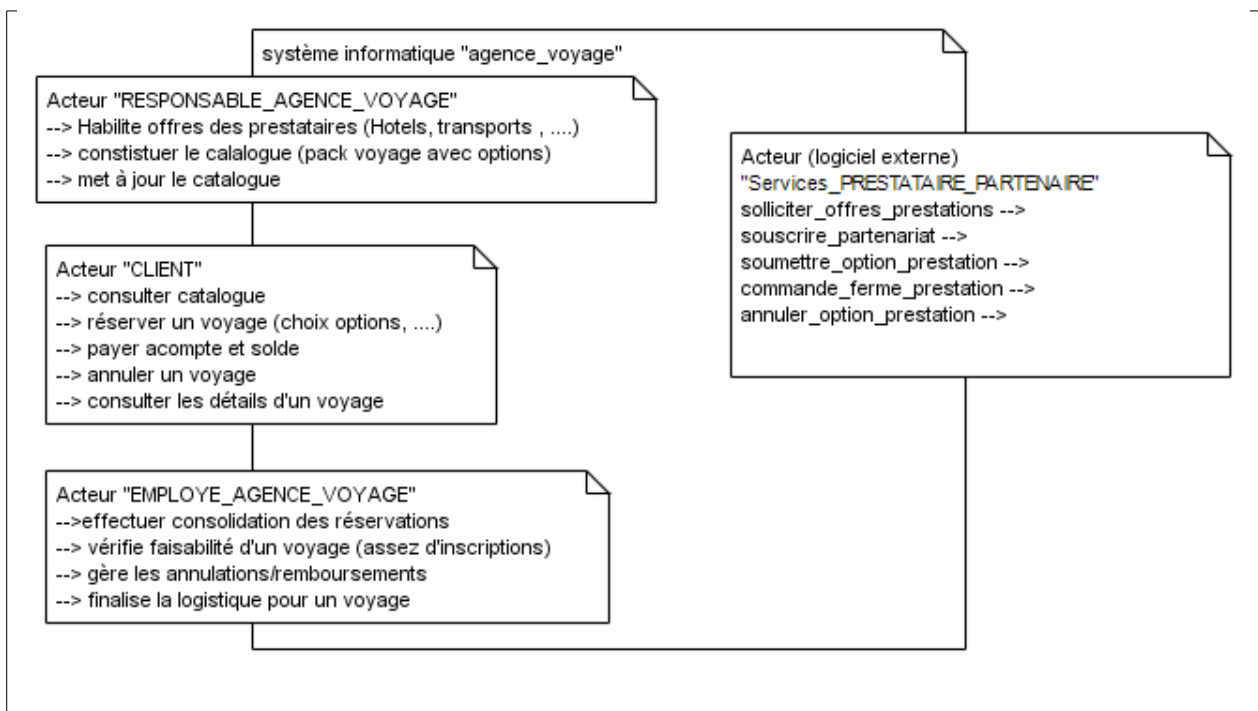 système informatique "agence_voyage"
Acteur "RESPONSABLE_AGENCE_VOYAGE"
--> Habilite offres des prestataires (Hotels, transports , ....)
--> constistuer le calalogue (pack voyage avec options)
--> met à jour le catalogue
Acteur "CLIENT"
--> consulter catalogue
--> réserver un voyage (choix options, ....)
--> payer acompte et solde
--> annuler un voyage
--> consulter les détails d'un voyage
Acteur "EMPLOYE_AGENCE_VOYAGE"
-->effectuer consolidation des réservations
--> vérifie faisabilité d'un voyage (assez d'inscriptions)
--> gère les annulations/remboursements
--> finalise la logistique pour un voyage
Acteur (logiciel externe)
"Services_PRESTATAIRE_PARTENAIRE"
solliciter_offres_prestations -->
souscrire_partenariat -->
soumettre_option_prestation -->
commande_ferme_prestation -->
annuler_option_prestation -->